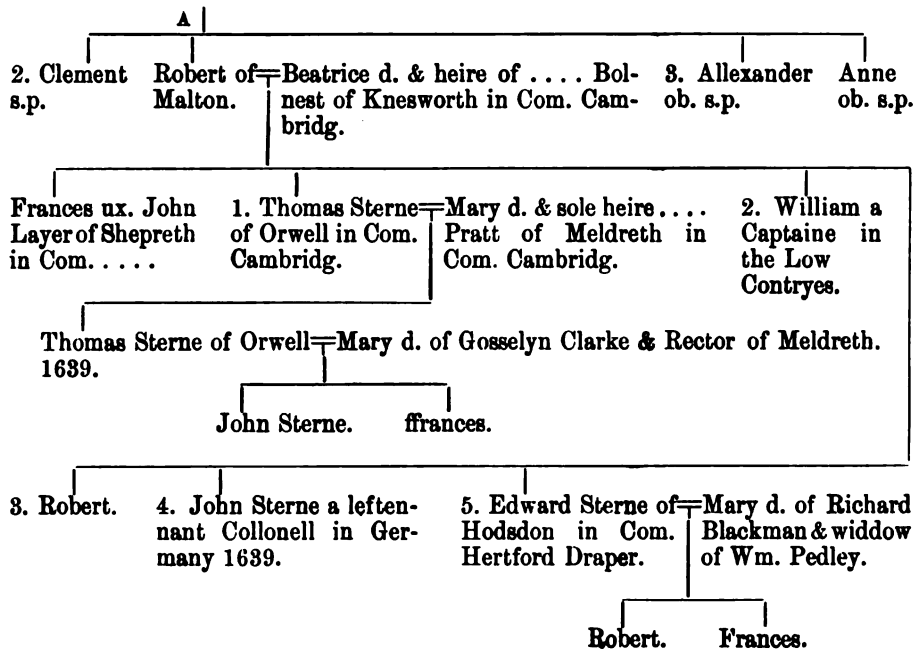 A
2. Clement
s.p.
Robert of
Malton.
Beatrice d. & heire of .... Bol-
nest of Knesworth in Com. Cam-
bridg.
3. Allexander
ob. s.p.
Anne
ob. s.p.
Frances ux. John
Layer of Shepreth
in Com.....
1. Thomas Sterne
of Orwell in Com.
Cambridg.
Mary d. & sole heire....
Pratt of Meldreth in
Com. Cambridg.
2. William a
Captaine in
the Low
Contryes.
Thomas Sterne of Orwell
1639.
Mary d. of Gosselyn Clarke & Rector of Meldreth.
John Sterne.
ffrances.
3. Robert.
4. John Sterne a leften-
nant Collonell in Ger-
many 1639.
5. Edward Sterne of
Hodsdon in Com.
Hertford Draper.
Mary d. of Richard
Blackman & widdow
of Wm. Pedley.
Robert.
Frances.